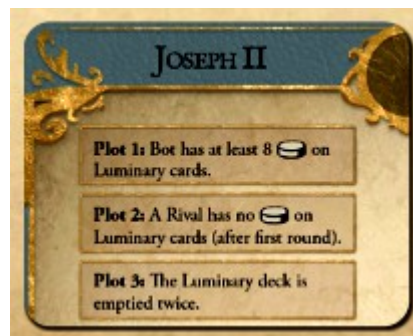 JOSEPH II
Plot 1: Bot has at least 8 on
Luminary cards.
Plot 2: A Rival has no on
Luminary cards (after first round).
Plot 3: The Luminary deck is
emptied twice.